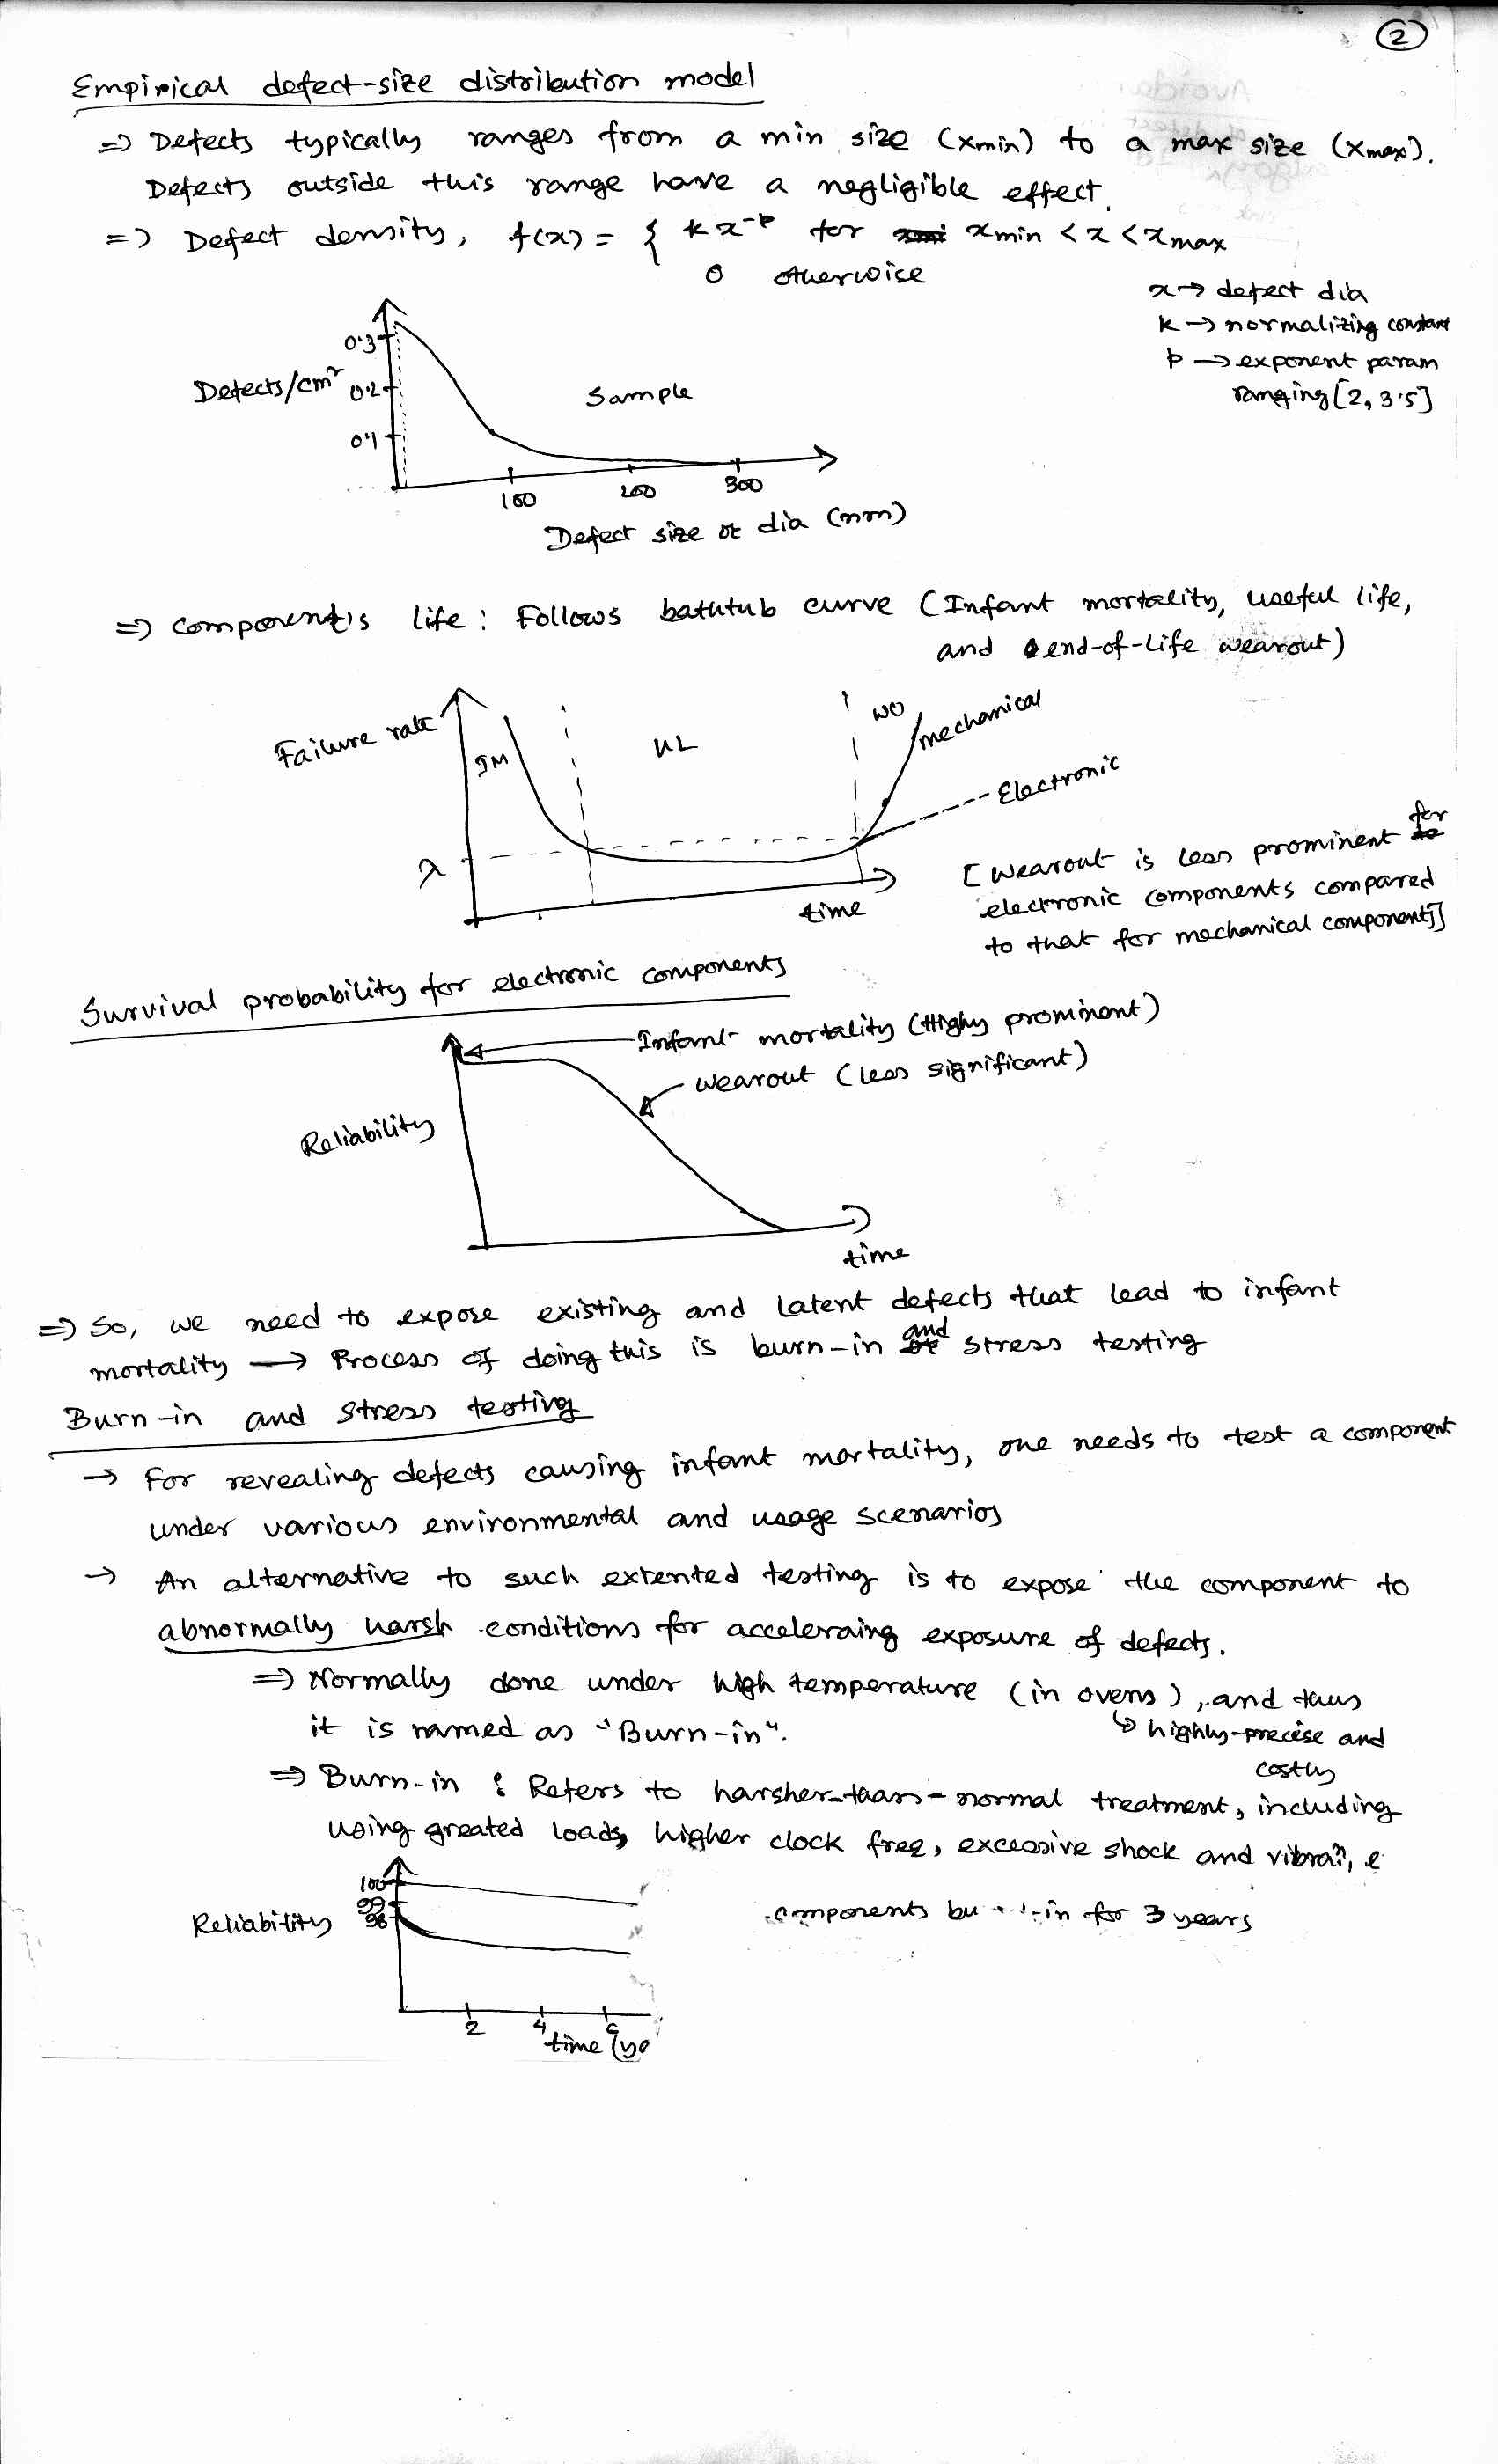 2
Empirical defect-size distribution model
=> Defects typically ranges from a min size (xmin) to a max size (xmax).
Defects outside this range have a negligible effect.
=> Defect density, f(x) = { k x^-p for xmin < x < xmax
0 otherwise
x → defect dia
k → normalizing constant
p → exponent param
ranging [2, 3.5]
0.3
Defects/cm²
0.2
Sample
0.1
100 200 300
Defect size or dia (nm)
=> Component's life : Follows bathtub curve (Infant mortality, useful life,
and end-of-life wearout)
Failure rate
IM
UL
WO
mechanical
Electronic
λ
time
[Wearout is less prominent for
electronic components compared
to that for mechanical components]
Survival probability for electronic components
Infant mortality (Highy prominent)
wearout (less significant)
Reliability
time
=> So, we need to expose existing and latent defects that lead to infant
mortality → Process of doing this is burn-in and stress testing
Burn-in and stress testing
→ For revealing defects causing infant mortality, one needs to test a component
under various environmental and usage scenarios
→ An alternative to such extented testing is to expose the component to
abnormally harsh conditions for acceleraing exposure of defects.
=> Normally done under high temperature (in ovens), and thus
it is named as "Burn-in".
↳ highly-precise and
costly
=> Burn-in : Refers to harsher-than-normal treatment, including
using greated loads, higher clock freq, excessive shock and
100
99
98
Reliability
components in for 3 years
2 4 6
time